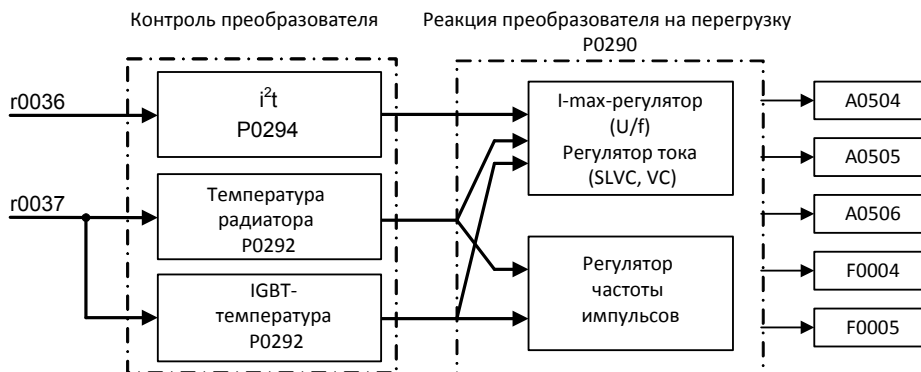 Контроль преобразователя
Реакция преобразователя на перегрузку
P0290
r0036
i²t
P0294
r0037
Температура
радиатора
P0292
IGBT-
температура
P0292
I-max-регулятор
(U/f)
Регулятор тока
(SLVC, VC)
Регулятор
частоты
импульсов
A0504
A0505
A0506
F0004
F0005